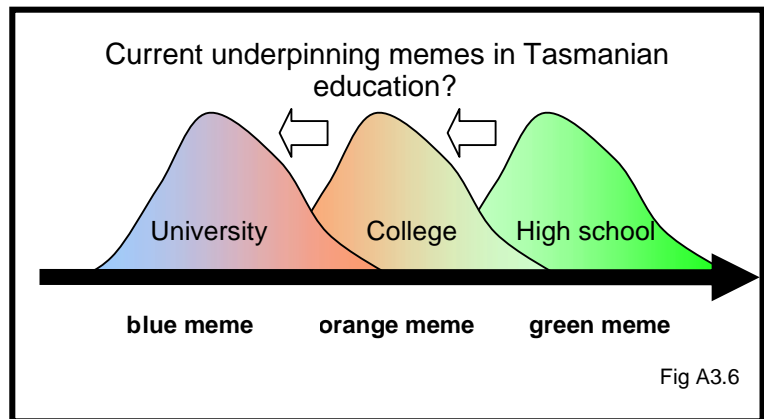 Current underpinning memes in Tasmanian
education?
University
College
High school
blue meme
orange meme
green meme
Fig A3.6